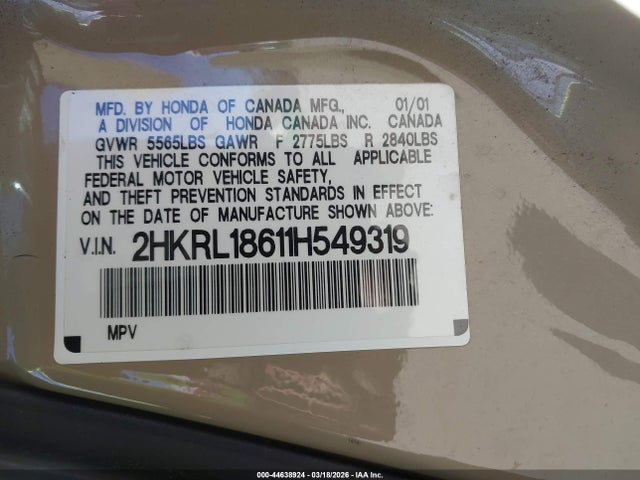 MFD. BY HONDA OF CANADA MFG., 01/01
A DIVISION OF HONDA CANADA INC. CANADA
GVWR 5565LBS GAWR F 2775LBS R 2840LBS
THIS VEHICLE CONFORMS TO ALL APPLICABLE
FEDERAL MOTOR VEHICLE SAFETY,
AND THEFT PREVENTION STANDARDS IN EFFECT
ON THE DATE OF MANUFACTURE SHOWN ABOVE:
V.I.N. 2HKRL18611H549319
MPV
000-44638924 - 03/18/2026 - IAA Inc.